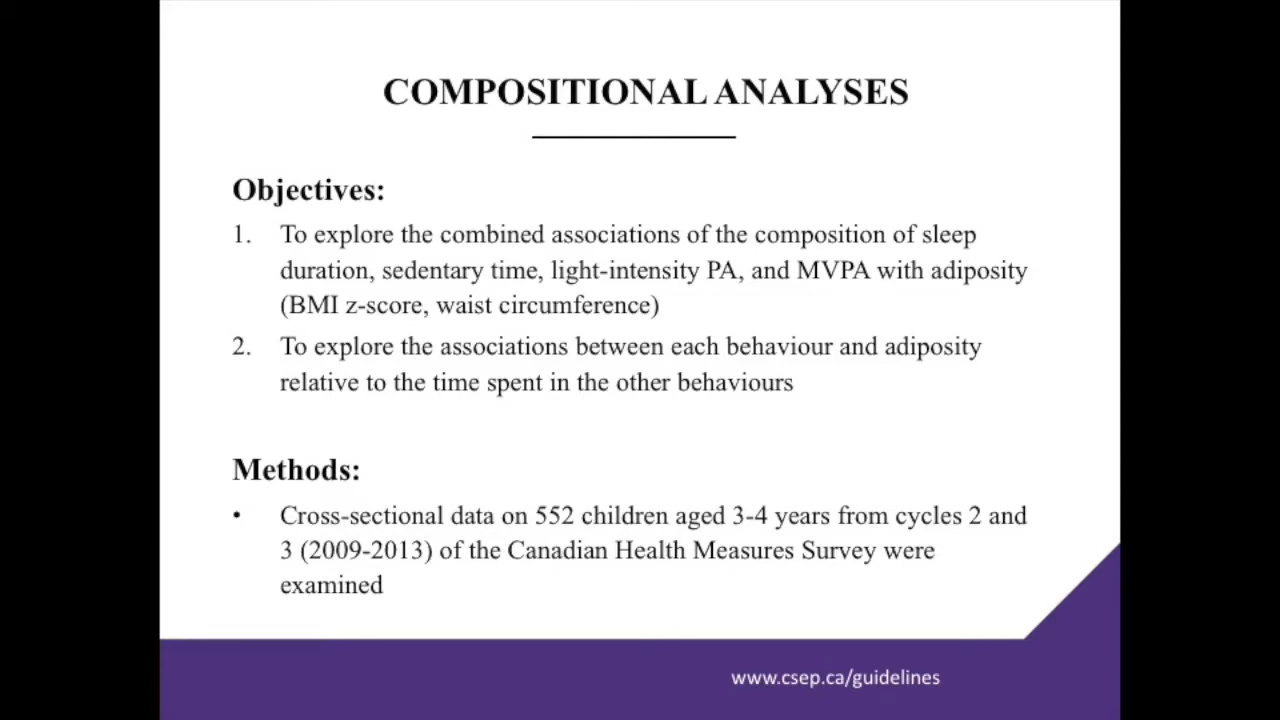 COMPOSITIONAL ANALYSES
Objectives:
1. To explore the combined associations of the composition of sleep
duration, sedentary time, light-intensity PA, and MVPA with adiposity
(BMI z-score, waist circumference)
2. To explore the associations between each behaviour and adiposity
relative to the time spent in the other behaviours
Methods:
• Cross-sectional data on 552 children aged 3-4 years from cycles 2 and
3 (2009-2013) of the Canadian Health Measures Survey were
examined
www.csep.ca/guidelines